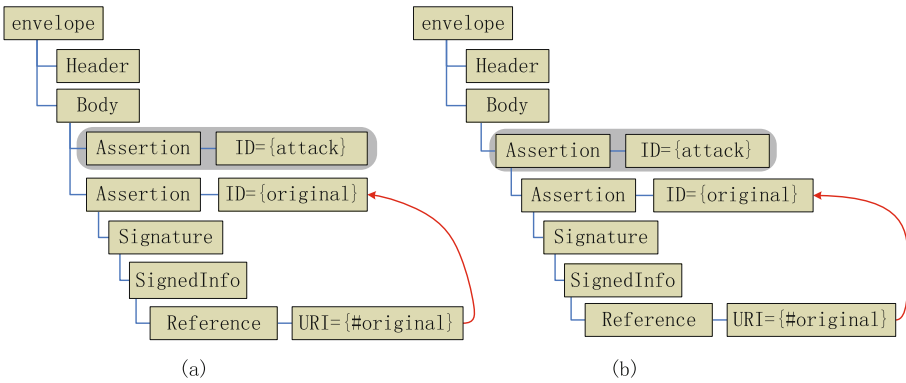 envelope
Header
Body
Assertion ID={attack}
Assertion ID={original}
Signature
SignedInfo
Reference URI={#original}
(a)
envelope
Header
Body
Assertion ID={attack}
Assertion ID={original}
Signature
SignedInfo
Reference URI={#original}
(b)